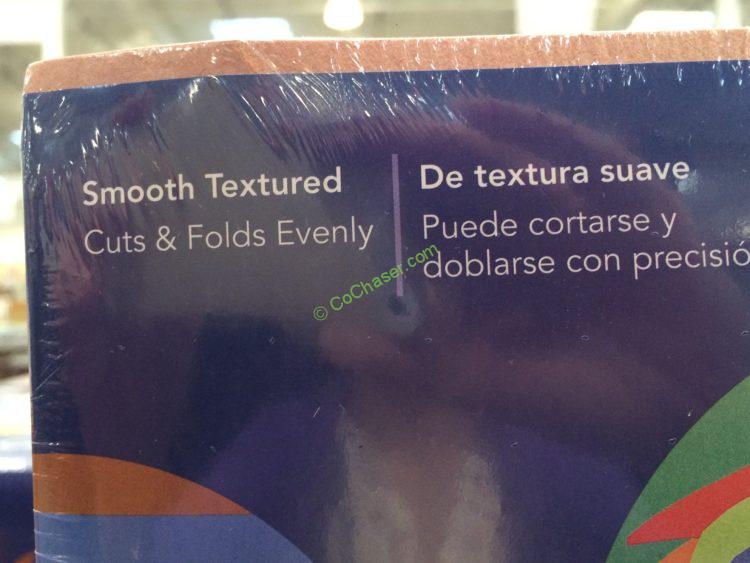 Smooth Textured
Cuts & Folds Evenly
De textura suave
Puede cortarse y
doblarse con precisió
© CoChaser.com